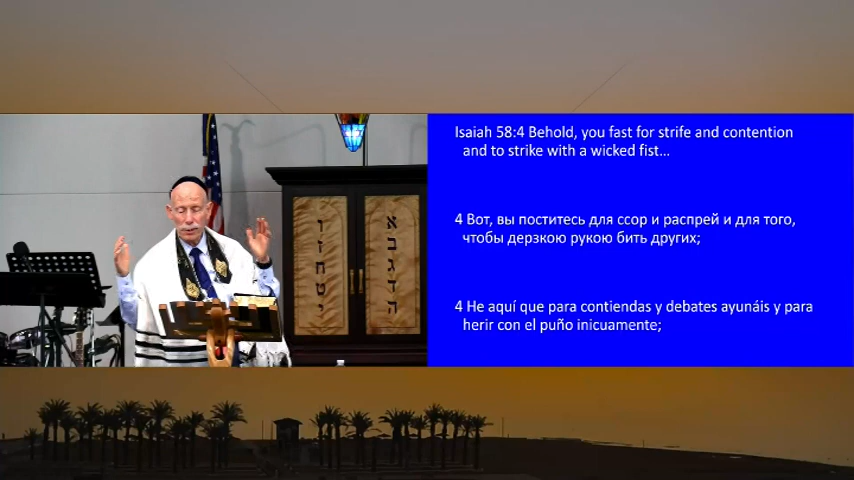 א
ב
ג
ד
ה
ו
ז
ח
ט
י
Isaiah 58:4 Behold, you fast for strife and contention
and to strike with a wicked fist...
4 Вот, вы поститесь для ссор и распрей и для того,
чтобы дерзкою рукою бить других;
4 He aquí que para contiendas y debates ayunáis y para
herir con el puño inicuamente;